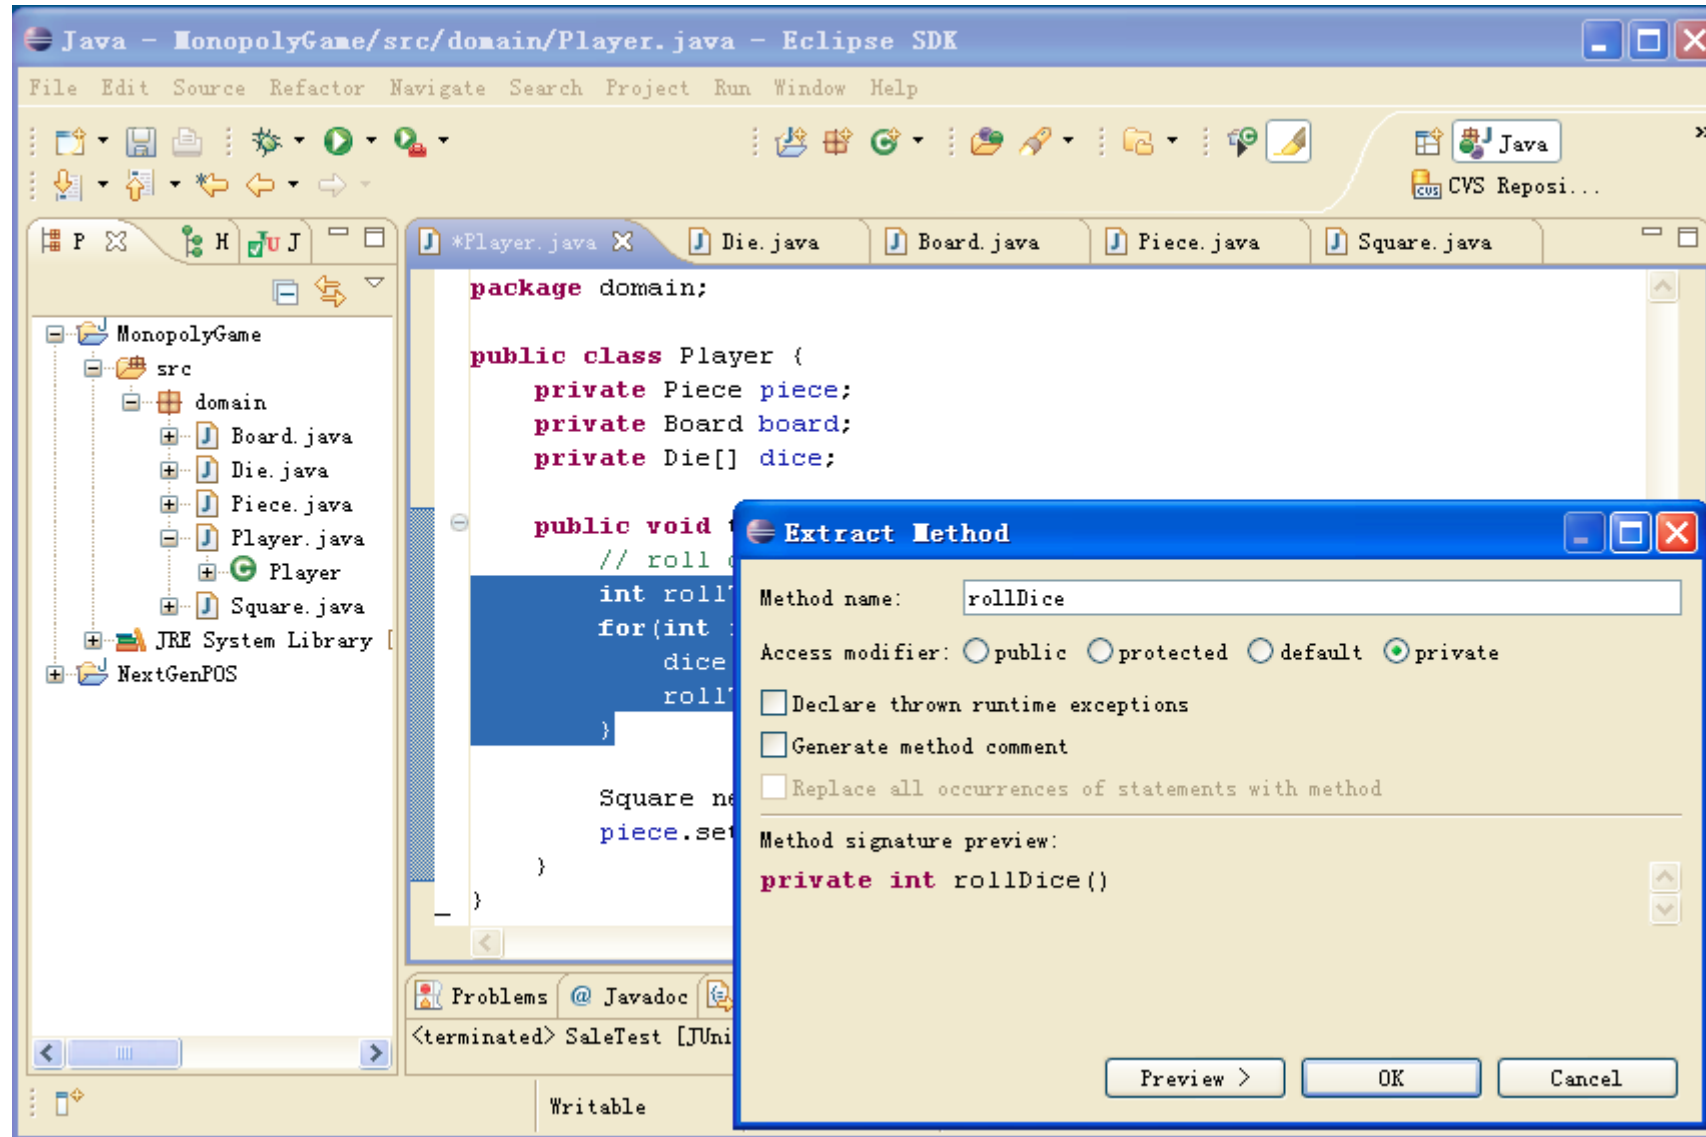 Java - MonopolyGame/src/domain/Player.java - Eclipse SDK
File Edit Source Refactor Navigate Search Project Run Window Help
Java
CVS Reposi...
P H JU J
*Player.java Die.java Board.java Piece.java Square.java
MonopolyGame
src
domain
Board.java
Die.java
Piece.java
Player.java
Player
Square.java
JRE System Library [
NextGenPOS
package domain;
public class Player {
private Piece piece;
private Board board;
private Die[] dice;
public void
// roll
int roll
for(int
dice
roll
}
Square ne
piece.set
}
}
Extract Method
Method name: rollDice
Access modifier: public protected default private
Declare thrown runtime exceptions
Generate method comment
Replace all occurrences of statements with method
Method signature preview:
private int rollDice()
Preview > OK Cancel
Problems @ Javadoc
<terminated> SaleTest [JUni
Writable